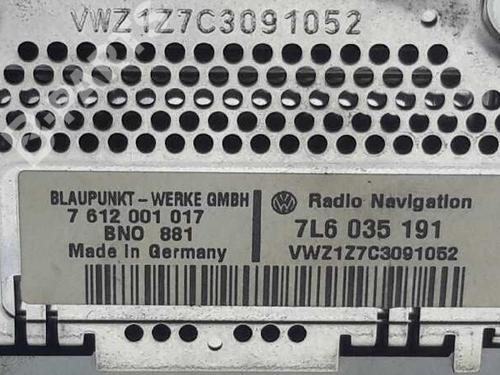 VWZ1Z7C3091052
BLAUPUNKT - WERKE GMBH
7 612 001 017
BNO 881
Made in Germany
Radio Navigation
7L6 035 191
VWZ1Z7C3091052